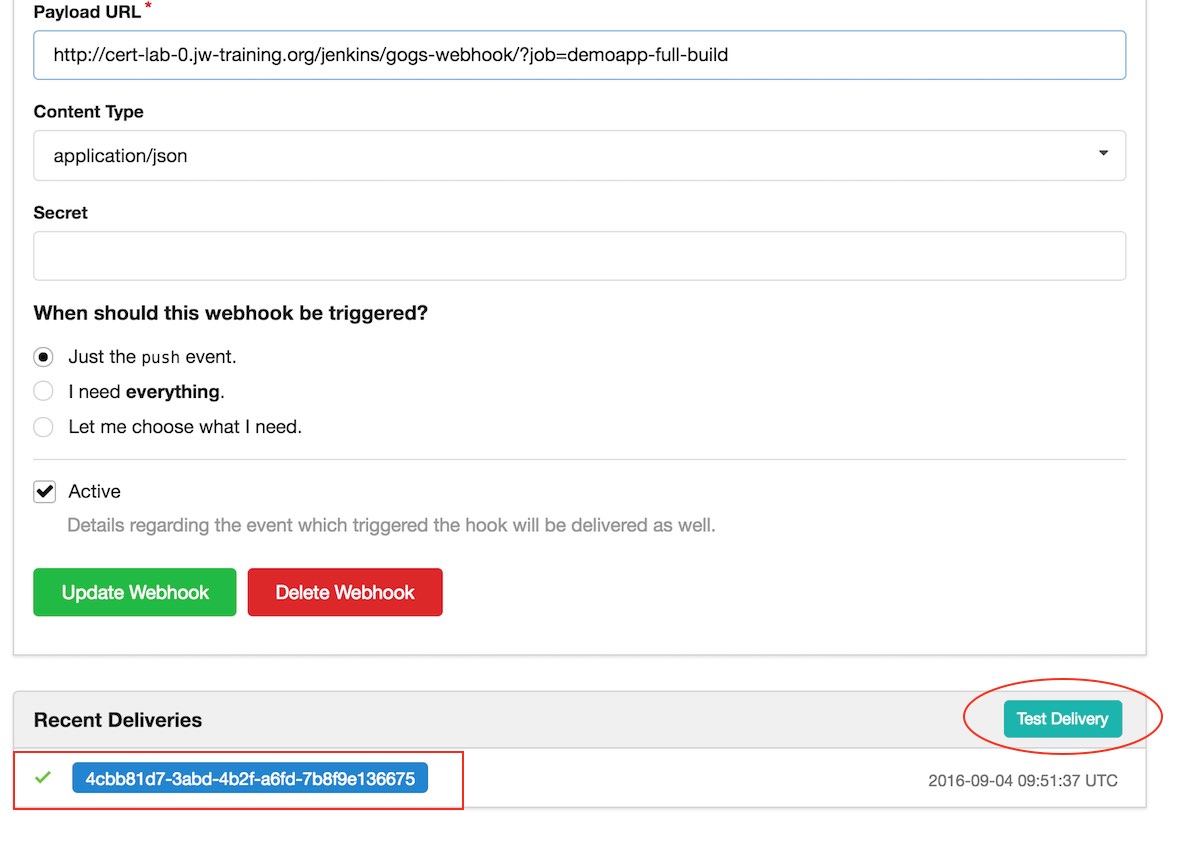 Payload URL *
http://cert-lab-0.jw-training.org/jenkins/gogs-webhook/?job=demoapp-full-build
Content Type
application/json
Secret
When should this webhook be triggered?
Just the push event.
I need everything.
Let me choose what I need.
Active
Details regarding the event which triggered the hook will be delivered as well.
Update Webhook Delete Webhook
Recent Deliveries Test Delivery
4cbb81d7-3abd-4b2f-a6fd-7b8f9e136675 2016-09-04 09:51:37 UTC